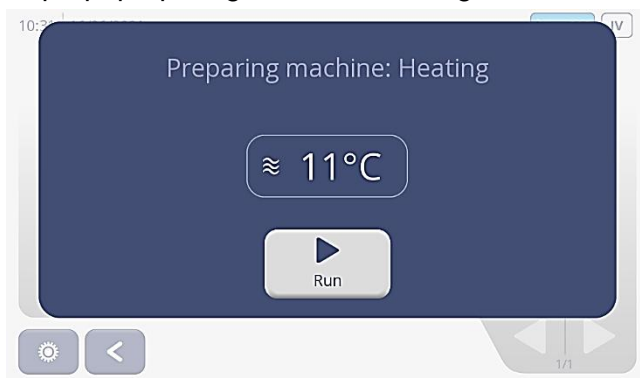 10:3
IV
Preparing machine: Heating
≈ 11°C
Run
1/1